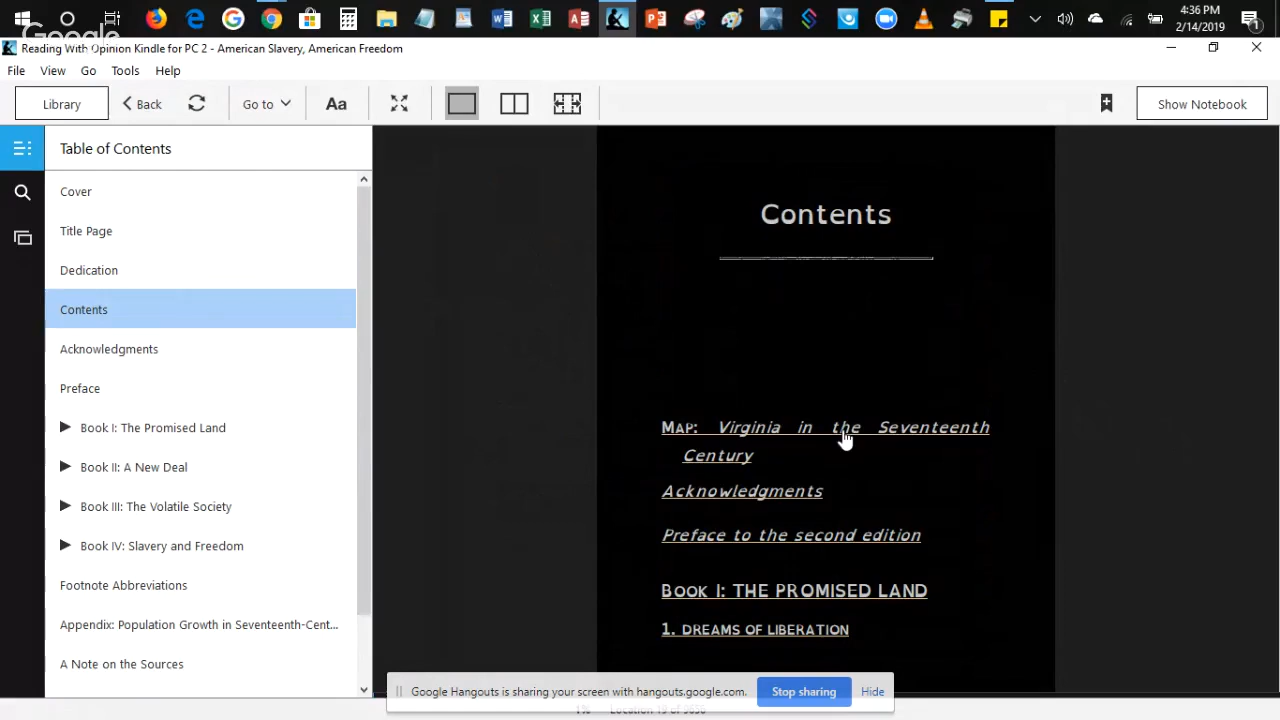 Google
4:36 PM
2/14/2019
1
Reading With Opinion Kindle for PC 2 - American Slavery, American Freedom
File View Go Tools Help
Library Back Go to Aa Show Notebook
Table of Contents
Cover
Title Page
Dedication
Contents
Acknowledgments
Preface
Book I: The Promised Land
Book II: A New Deal
Book III: The Volatile Society
Book IV: Slavery and Freedom
Footnote Abbreviations
Appendix: Population Growth in Seventeenth-Cent...
A Note on the Sources
Contents
MAP: Virginia in the Seventeenth
Century
Acknowledgments
Preface to the second edition
BOOK I: THE PROMISED LAND
1. DREAMS OF LIBERATION
Google Hangouts is sharing your screen with hangouts.google.com. Stop sharing Hide
1% Location 19 of